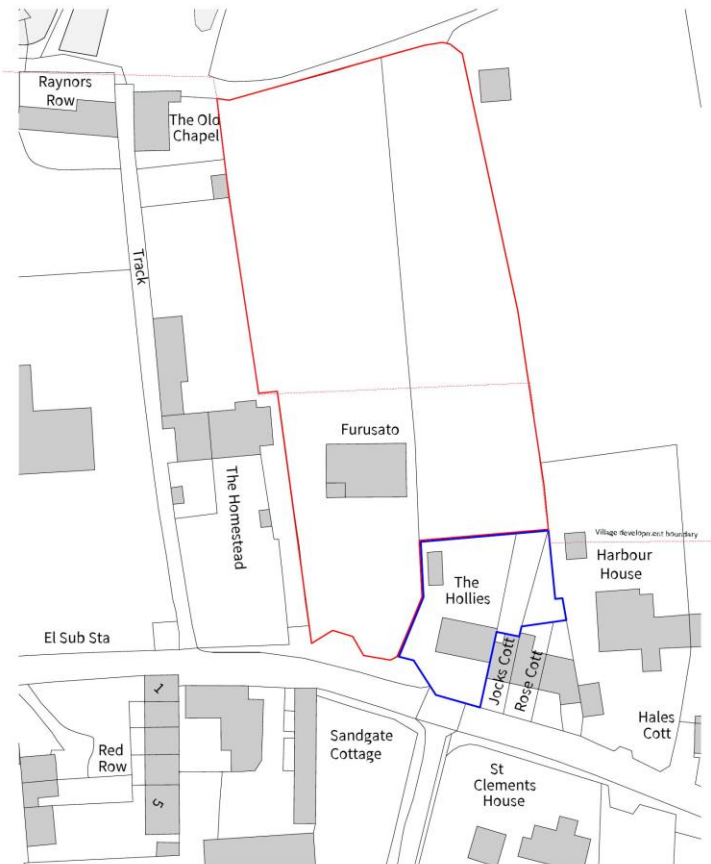 Raynors
Row
The Old
Chapel
Track
Furusato
The Homestead
Village development boundary
Harbour
House
The
Hollies
El Sub Sta
Jocks Cott
Rose Cott
1
Hales
Cott
Sandgate
Cottage
Red
Row
St
Clements
House
5